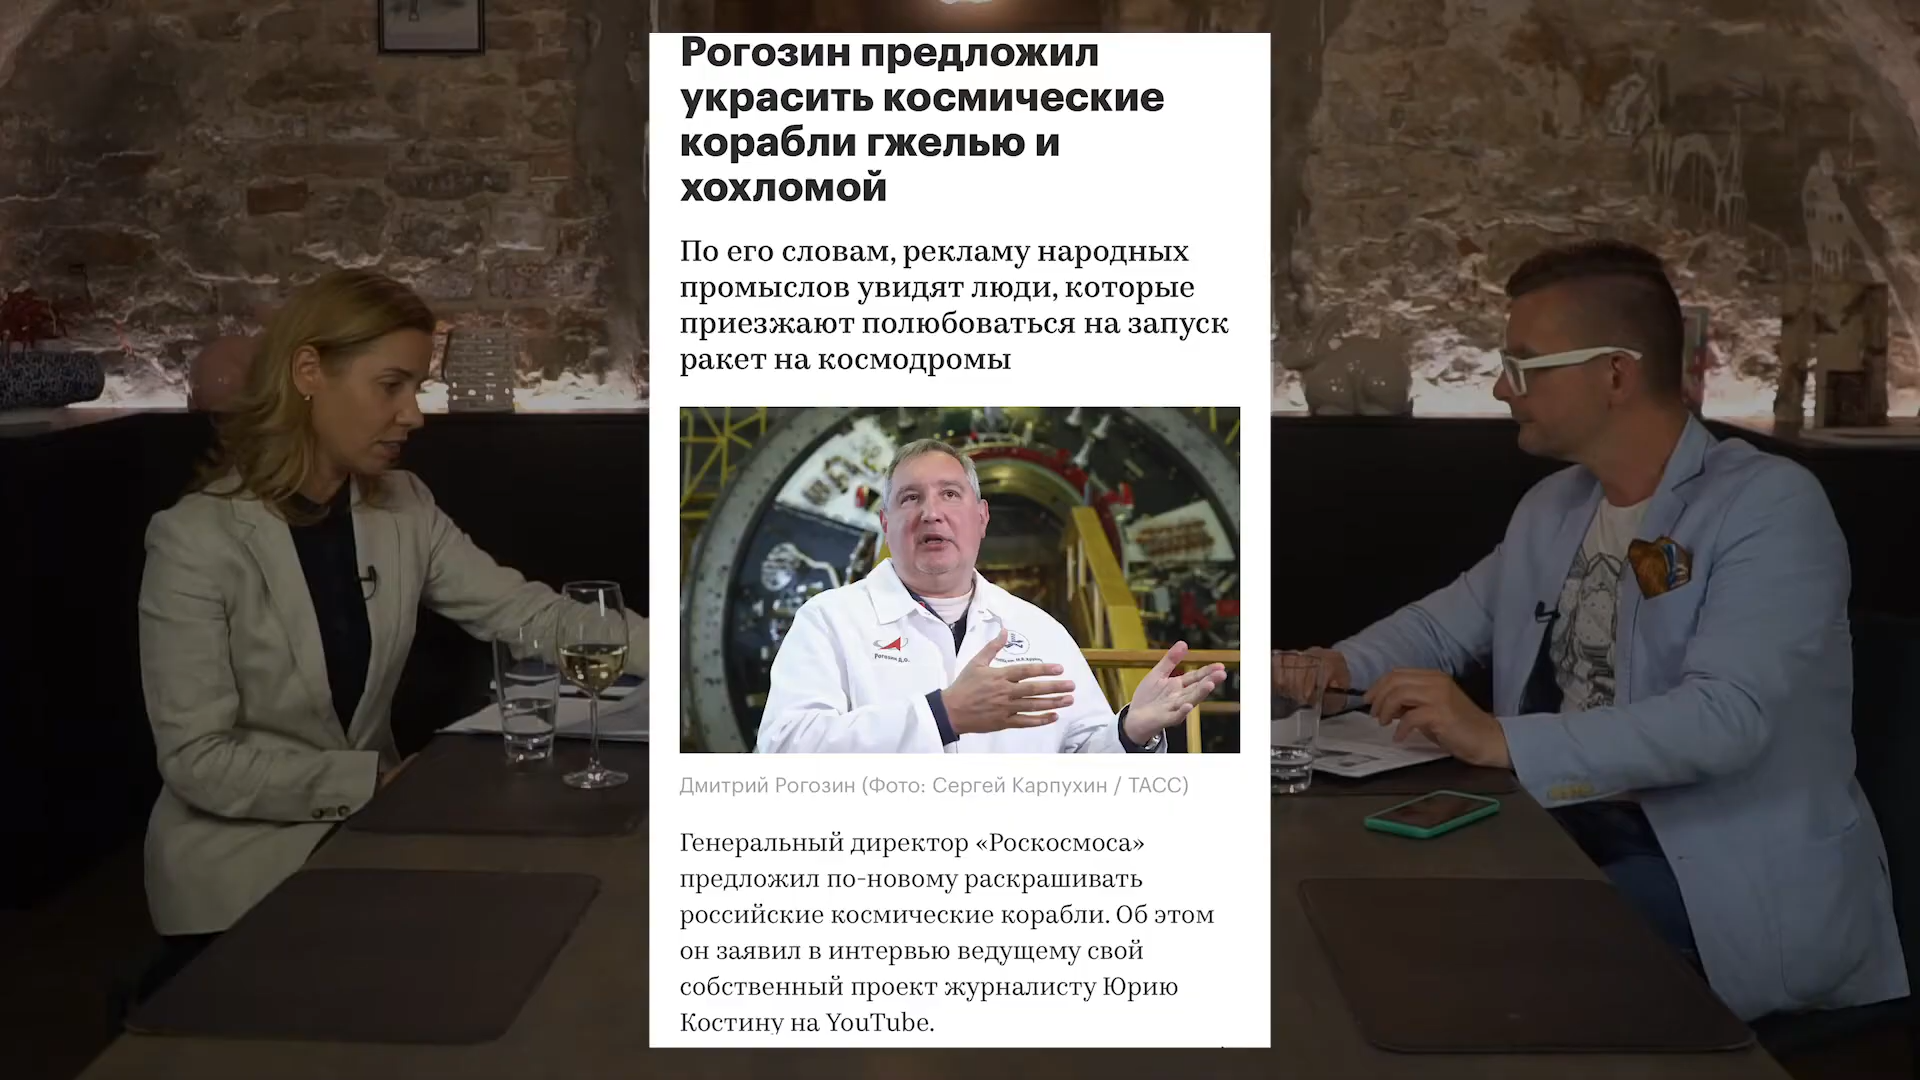 Рогозин предложил
украсить космические
корабли гжелью и
хохломой
По его словам, рекламу народных
промыслов увидят люди, которые
приезжают полюбоваться на запуск
ракет на космодромы
Рогозин Д.О.
Дмитрий Рогозин (Фото: Сергей Карпухин / ТАСС)
Генеральный директор «Роскосмоса»
предложил по-новому раскрашивать
российские космические корабли. Об этом
он заявил в интервью ведущему свой
собственный проект журналисту Юрию
Костину на YouTube.